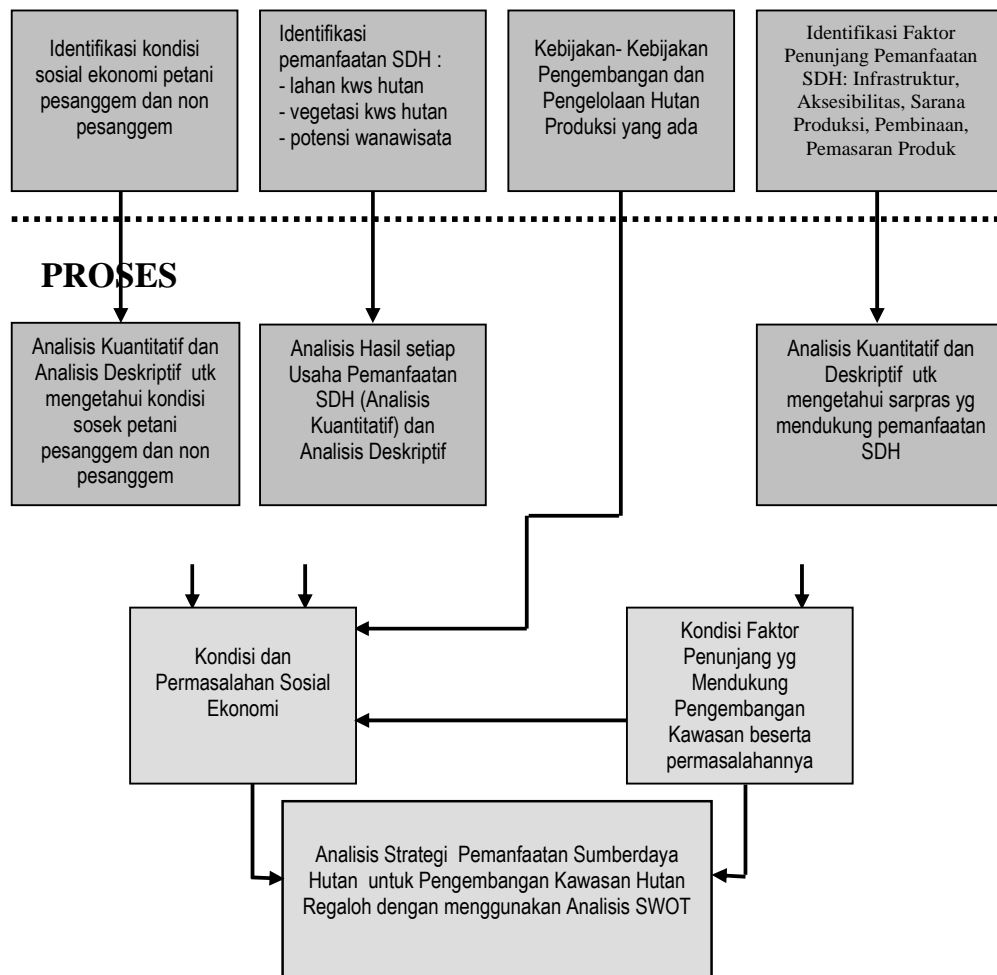 Identifikasi kondisi
sosial ekonomi petani
pesanggem dan non
pesanggem
Identifikasi
pemanfaatan SDH :
- lahan kws hutan
- vegetasi kws hutan
- potensi wanawisata
Kebijakan- Kebijakan
Pengembangan dan
Pengelolaan Hutan
Produksi yang ada
Identifikasi Faktor
Penunjang Pemanfaatan
SDH: Infrastruktur,
Aksesibilitas, Sarana
Produksi, Pembinaan,
Pemasaran Produk
PROSES
Analisis Kuantitatif dan
Analisis Deskriptif utk
mengetahui kondisi
sosek petani
pesanggem dan non
pesanggem
Analisis Hasil setiap
Usaha Pemanfaatan
SDH (Analisis
Kuantitatif) dan
Analisis Deskriptif
Analisis Kuantitatif dan
Deskriptif utk
mengetahui sarpras yg
mendukung pemanfaatan
SDH
Kondisi dan
Permasalahan Sosial
Ekonomi
Kondisi Faktor
Penunjang yg
Mendukung
Pengembangan
Kawasan beserta
permasalahannya
Analisis Strategi Pemanfaatan Sumberdaya
Hutan untuk Pengembangan Kawasan Hutan
Regaloh dengan menggunakan Analisis SWOT